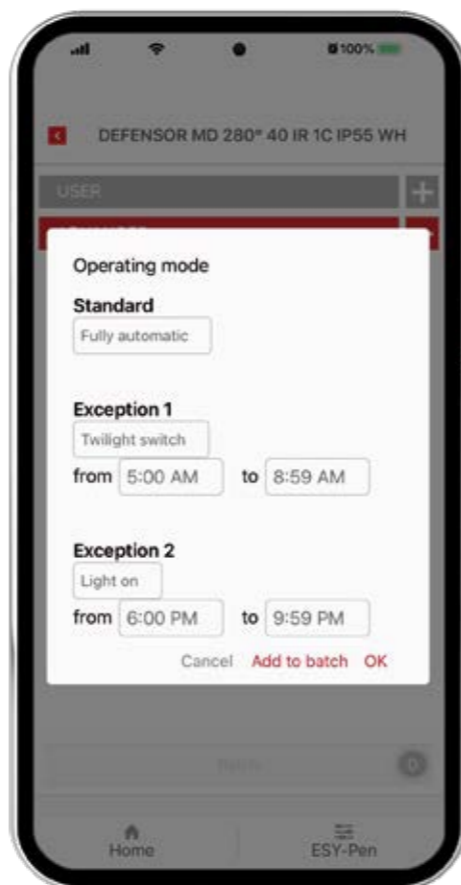 100%
DEFENSOR MD 280° 40 IR 1C IP55 WH
USER
Operating mode
Standard
Fully automatic
Exception 1
Twilight switch
from 5:00 AM to 8:59 AM
Exception 2
Light on
from 6:00 PM to 9:59 PM
Cancel Add to batch OK
0
Home ESY-Pen